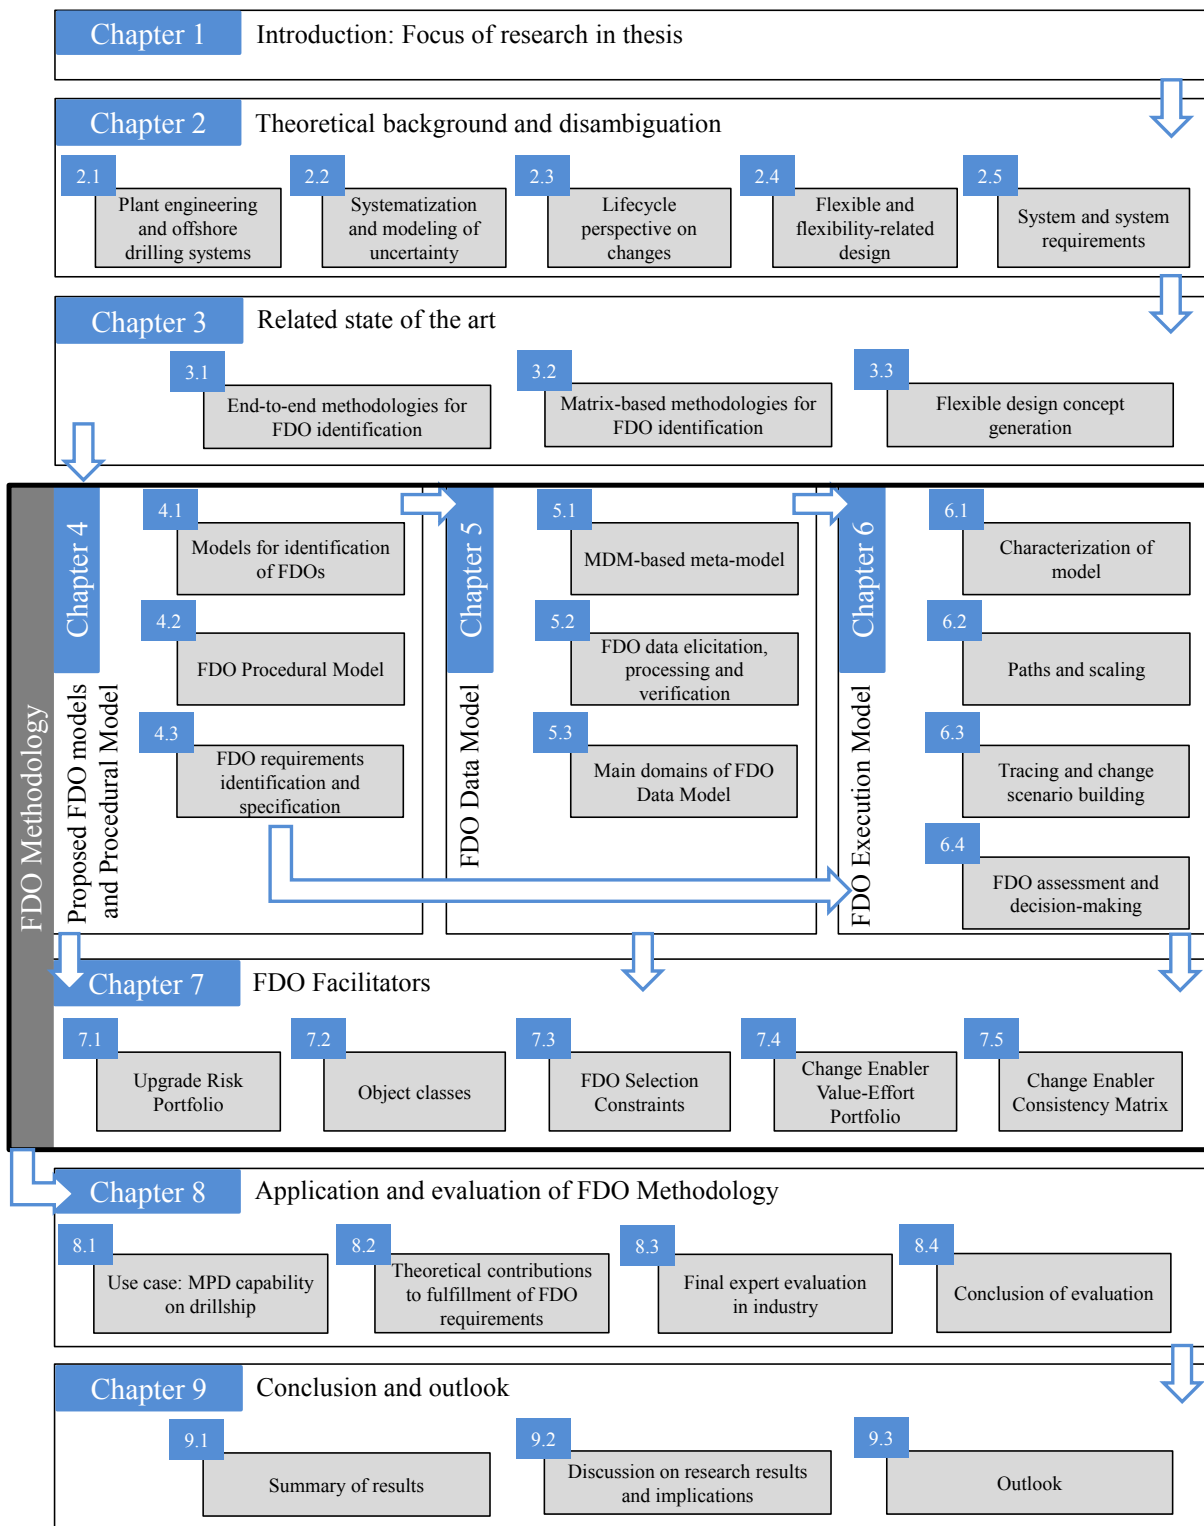 Chapter 1
Introduction: Focus of research in thesis
Chapter 2
Theoretical background and disambiguation
2.1
Plant engineering
and offshore
drilling systems
2.2
Systematization
and modeling of
uncertainty
2.3
Lifecycle
perspective on
changes
2.4
Flexible and
flexibility-related
design
2.5
System and system
requirements
Chapter 3
Related state of the art
3.1
End-to-end methodologies for
FDO identification
3.2
Matrix-based methodologies for
FDO identification
3.3
Flexible design concept
generation
FDO Methodology
Chapter 4
Proposed FDO models
and Procedural Model
4.1
Models for identification
of FDOs
4.2
FDO Procedural Model
4.3
FDO requirements
identification and
specification
Chapter 5
FDO Data Model
5.1
MDM-based meta-model
5.2
FDO data elicitation,
processing and
verification
5.3
Main domains of FDO
Data Model
Chapter 6
FDO Execution Model
6.1
Characterization of
model
6.2
Paths and scaling
6.3
Tracing and change
scenario building
6.4
FDO assessment and
decision-making
Chapter 7
FDO Facilitators
7.1
Upgrade Risk
Portfolio
7.2
Object classes
7.3
FDO Selection
Constraints
7.4
Change Enabler
Value-Effort
Portfolio
7.5
Change Enabler
Consistency Matrix
Chapter 8
Application and evaluation of FDO Methodology
8.1
Use case: MPD capability
on drillship
8.2
Theoretical contributions
to fulfillment of FDO
requirements
8.3
Final expert evaluation
in industry
8.4
Conclusion of evaluation
Chapter 9
Conclusion and outlook
9.1
Summary of results
9.2
Discussion on research results
and implications
9.3
Outlook